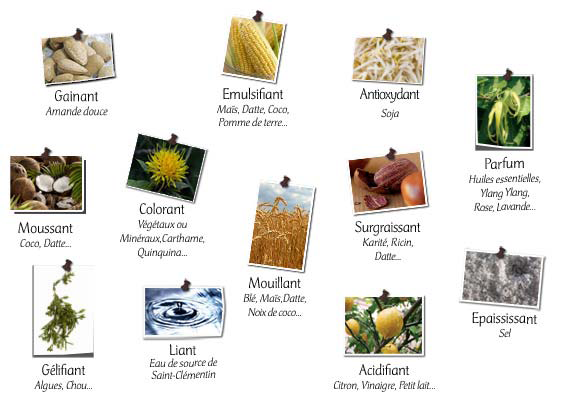 Gainant
Amande douce
Emulsifiant
Maïs, Datte, Coco,
Pomme de terre...
Antioxydant
Soja
Parfum
Huiles essentielles,
Ylang Ylang,
Rose, Lavande...
Moussant
Coco, Datte...
Colorant
Végétaux ou
Minéraux,Carthame,
Quinquina...
Mouillant
Blé, Maïs,Datte,
Noix de coco...
Surgraissant
Karité, Ricin,
Datte...
Epaississant
Sel
Gélifiant
Algues, Chou...
Liant
Eau de source de
Saint-Clémentin
Acidifiant
Citron, Vinaigre, Petit lait...